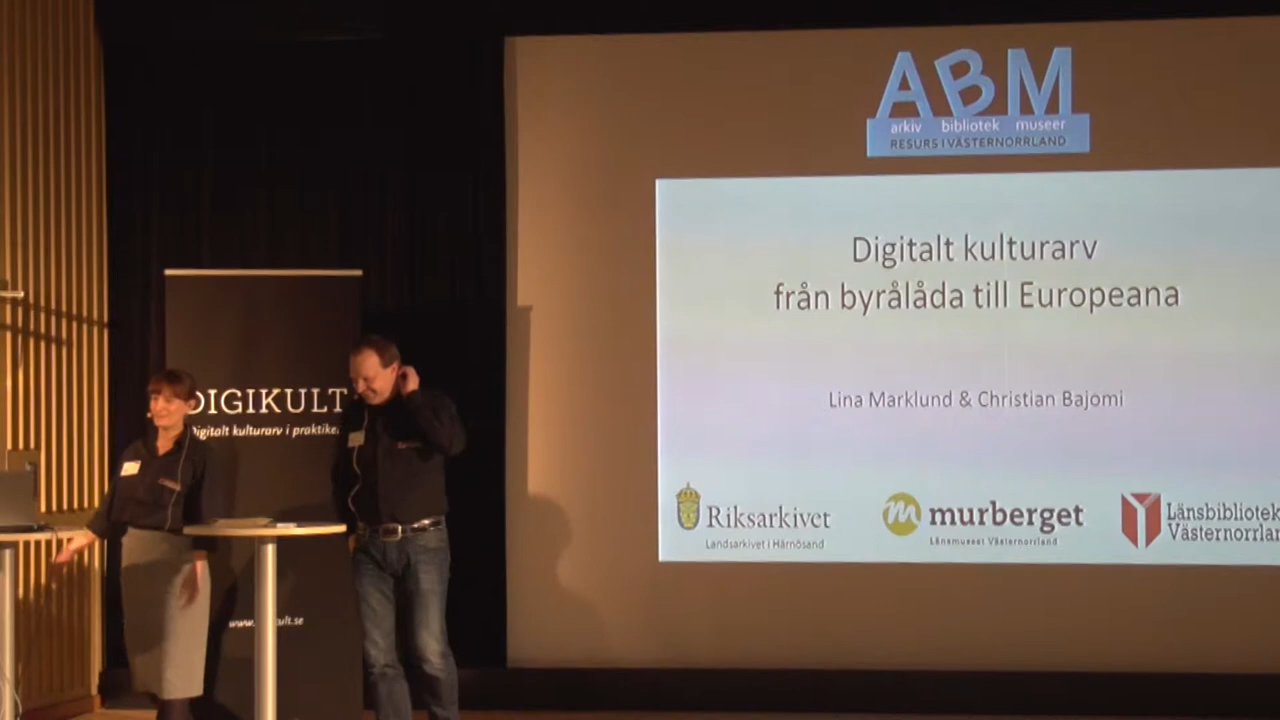 ABM
arkiv bibliotek museer
RESURS I VÄSTERNORRLAND
Digitalt kulturarv
från byrålåda till Europeana
Lina Marklund & Christian Bajomi
Riksarkivet
Landsarkivet i Härnösand
murberget
Länsmuseet Västernorrland
Länsbibliotek
Västernorrlan
DIGIKULT
Digitalt kulturarv i praktiken